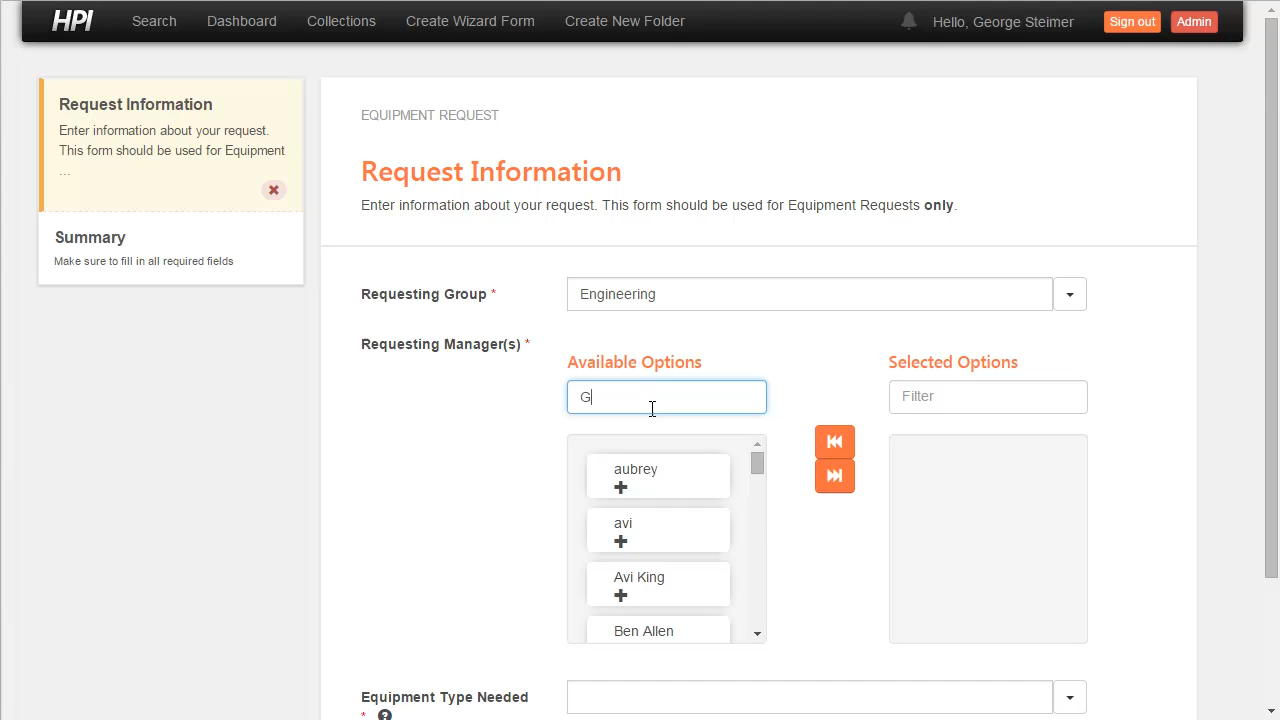 HPI Search Dashboard Collections Create Wizard Form Create New Folder Hello, George Steimer Sign out Admin
Request Information
Enter information about your request.
This form should be used for Equipment
...
Summary
Make sure to fill in all required fields
EQUIPMENT REQUEST
Request Information
Enter information about your request. This form should be used for Equipment Requests only.
Requesting Group * Engineering
Requesting Manager(s) *
Available Options Selected Options
G Filter
aubrey
avi
Avi King
Ben Allen
Equipment Type Needed
* ?